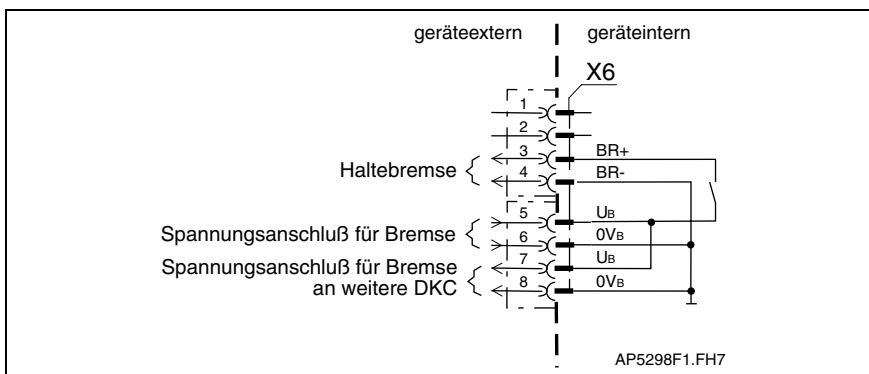 geräteextern
geräteintern
X6
1
2
3 BR+
4 BR-
Haltebremse
5 UB
6 0VB
Spannungsanschluß für Bremse
7 UB
8 0VB
Spannungsanschluß für Bremse
an weitere DKC
AP5298F1.FH7